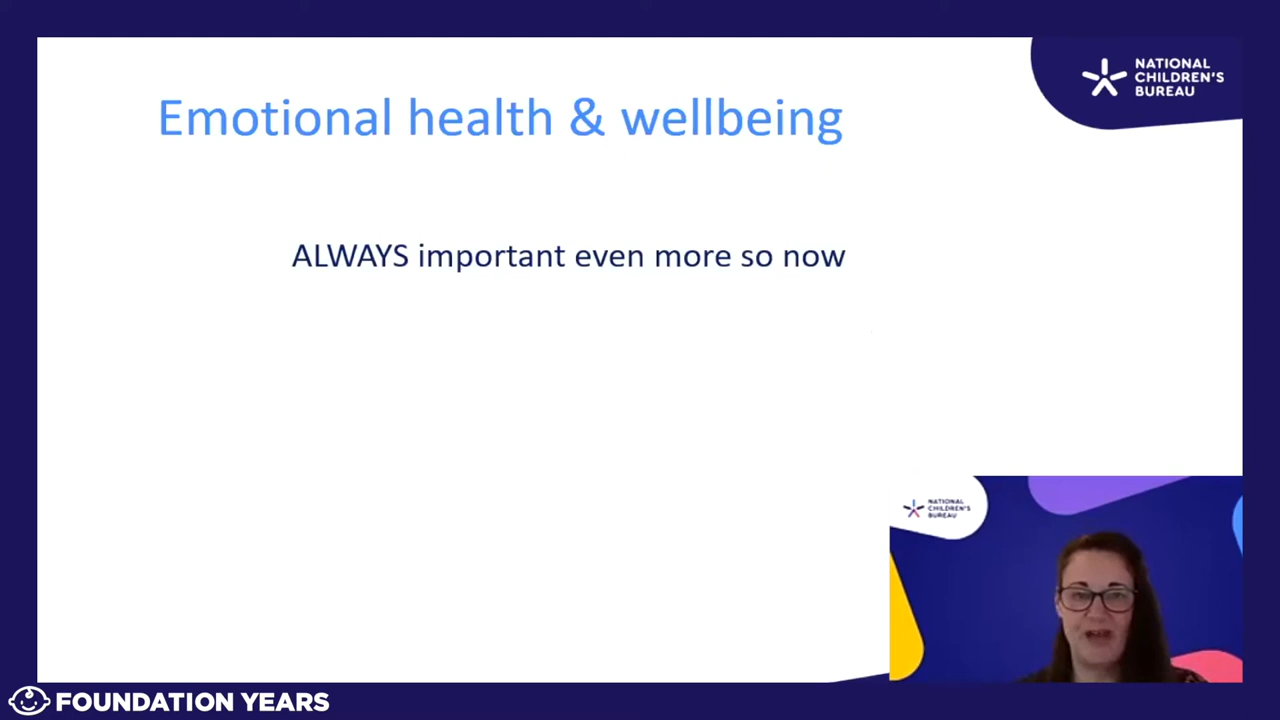 Emotional health & wellbeing
NATIONAL
CHILDREN'S
BUREAU
ALWAYS important even more so now
NATIONAL
CHILDREN'S
BUREAU
FOUNDATION YEARS